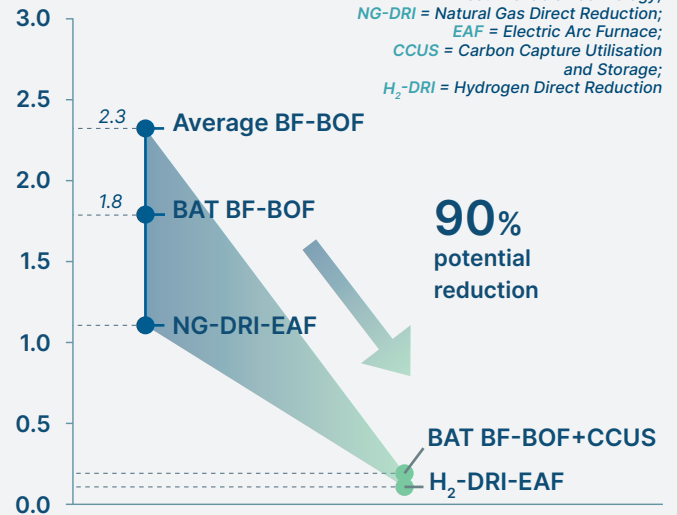 NG-DRI = Natural Gas Direct Reduction;
EAF = Electric Arc Furnace;
CCUS = Carbon Capture Utilisation
and Storage;
H₂-DRI = Hydrogen Direct Reduction
3.0
2.5
2.3
Average BF-BOF
2.0
1.8
BAT BF-BOF
90%
potential
reduction
1.5
1.0
NG-DRI-EAF
0.5
BAT BF-BOF+CCUS
H₂-DRI-EAF
0.0